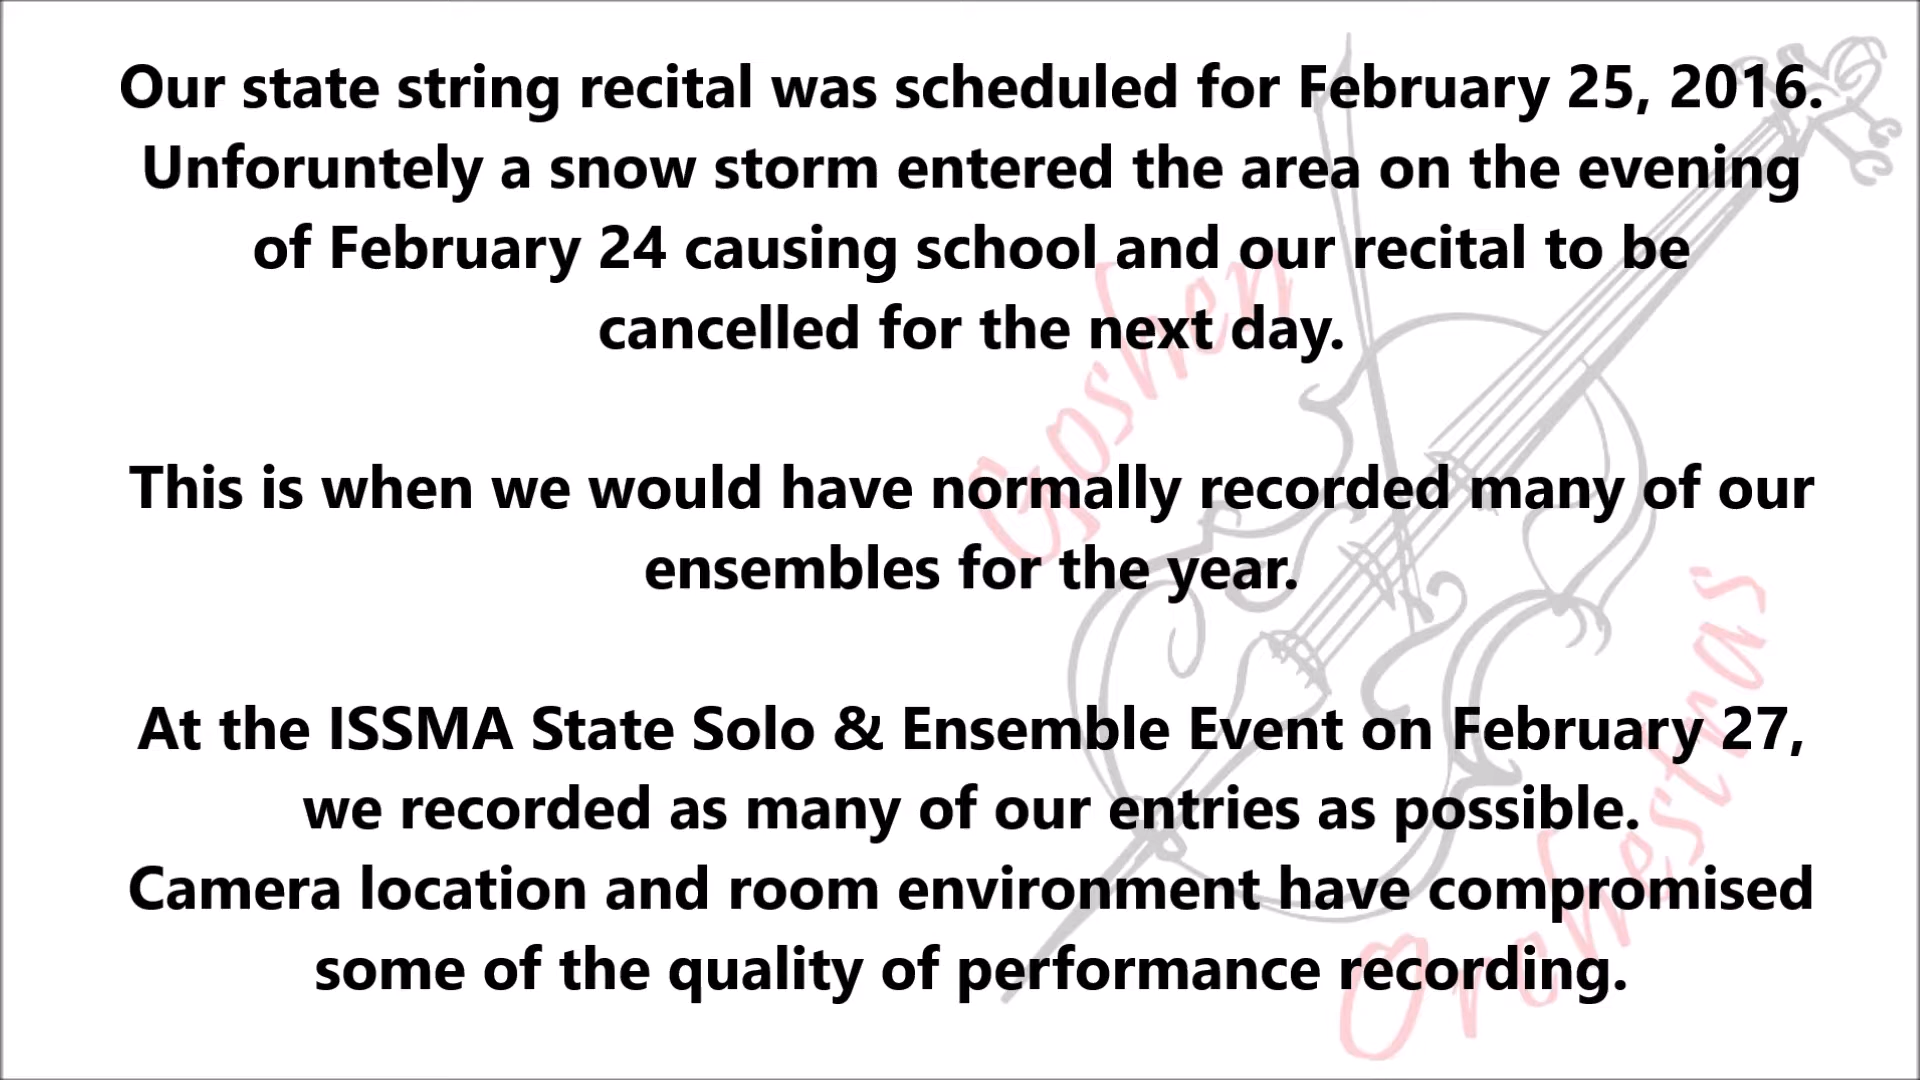 Our state string recital was scheduled for February 25, 2016.
Unforuntely a snow storm entered the area on the evening
of February 24 causing school and our recital to be
cancelled for the next day.
This is when we would have normally recorded many of our
ensembles for the year.
At the ISSMA State Solo & Ensemble Event on February 27,
we recorded as many of our entries as possible.
Camera location and room environment have compromised
some of the quality of performance recording.
Goshen
Orchestras